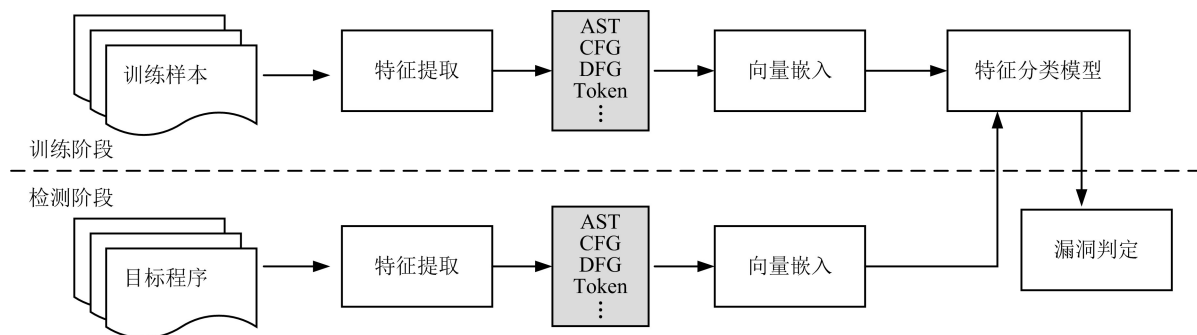 训练样本
特征提取
AST
CFG
DFG
Token
⋮
向量嵌入
特征分类模型
训练阶段
检测阶段
目标程序
特征提取
AST
CFG
DFG
Token
⋮
向量嵌入
漏洞判定